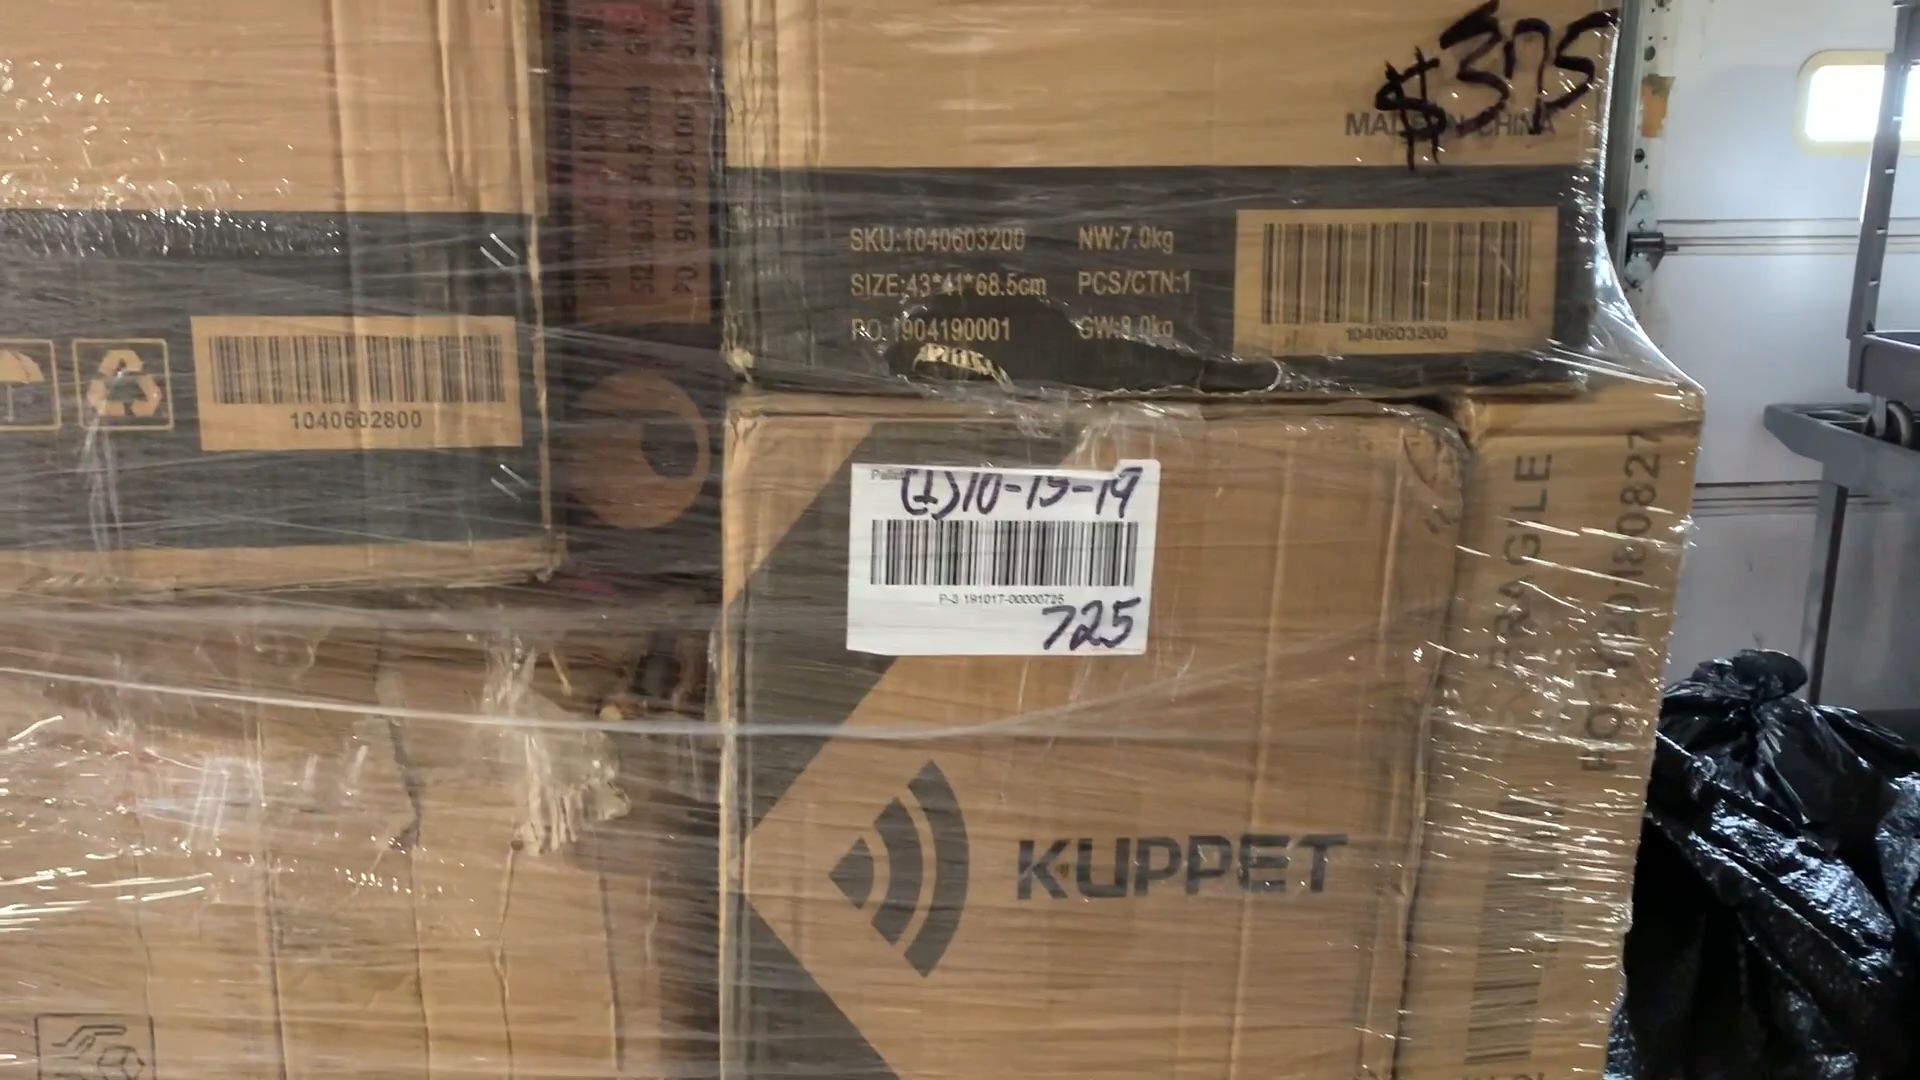 $375
MADE IN CHINA
SKU:1040603200
NW:7.0kg
SIZE:43*41*68.5cm
PCS/CTN:1
PO:1904190001
GW:8.0kg
1040603200
1040602800
(1)10-15-19
P-3 191017-00000725
725
KUPPET
FRAGILE